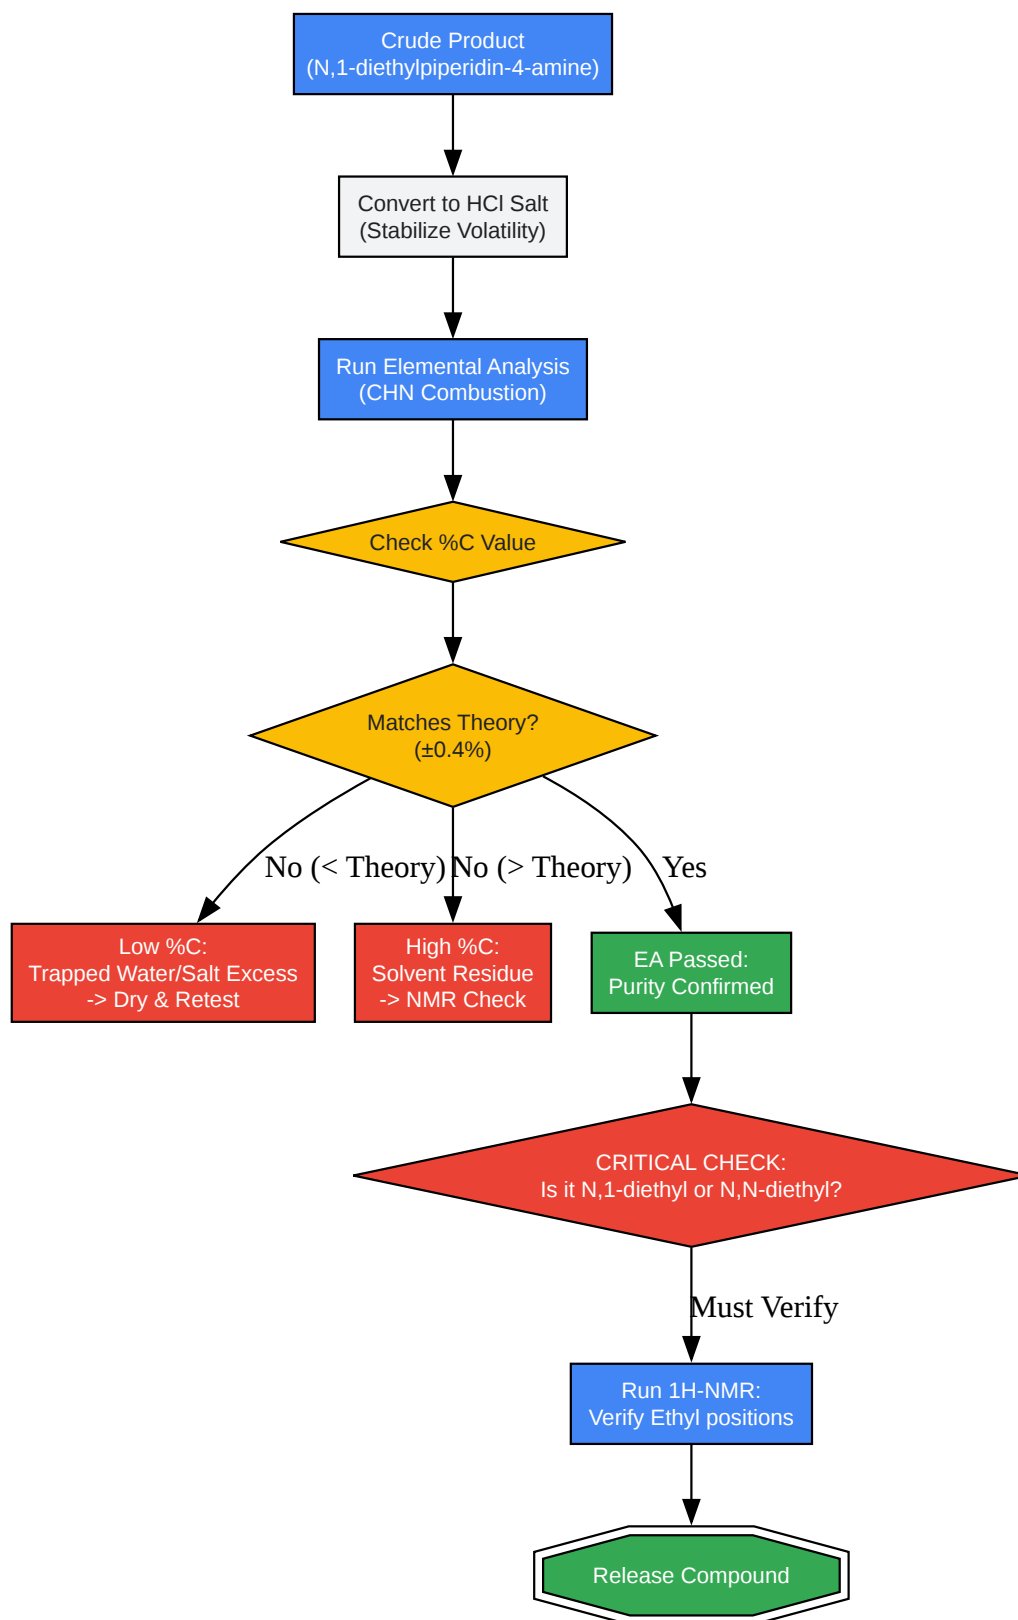 Crude Product
(N,1-diethylpiperidin-4-amine)
Convert to HCl Salt
(Stabilize Volatility)
Run Elemental Analysis
(CHN Combustion)
Check %C Value
Matches Theory?
(±0.4%)
No (< Theory)
No (> Theory)
Yes
Low %C:
Trapped Water/Salt Excess
-> Dry & Retest
High %C:
Solvent Residue
-> NMR Check
EA Passed:
Purity Confirmed
CRITICAL CHECK:
Is it N,1-diethyl or N,N-diethyl?
Must Verify
Run 1H-NMR:
Verify Ethyl positions
Release Compound